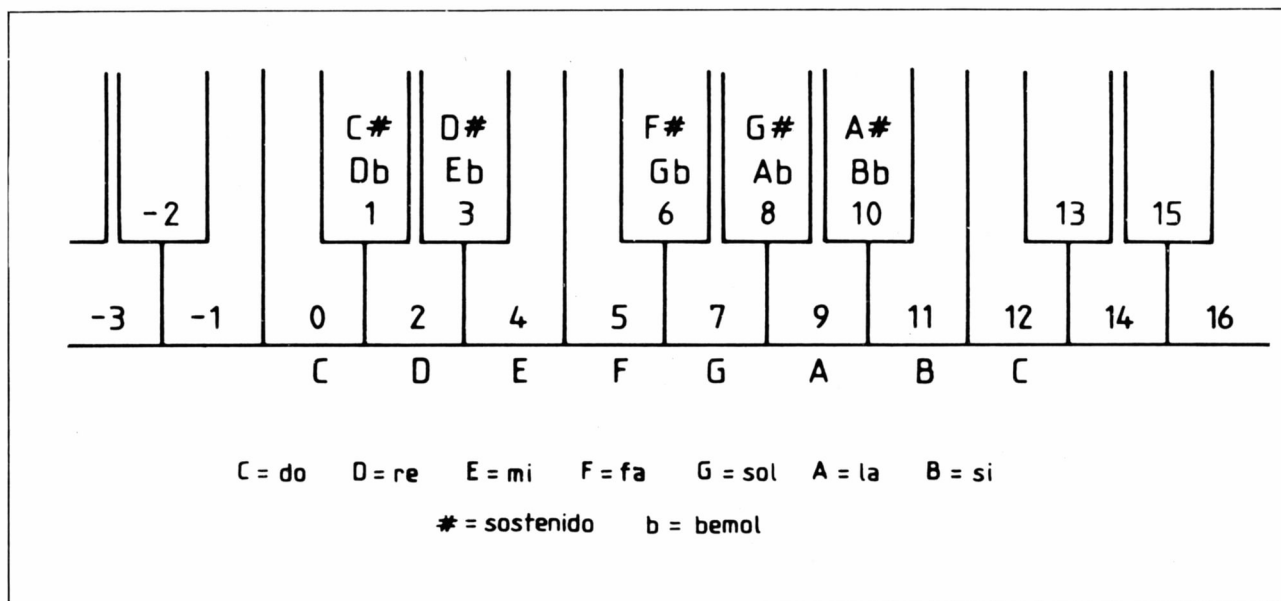 C# D# F# G# A#
Db Eb Gb Ab Bb
-2 1 3 6 8 10 13 15
-3 -1 0 2 4 5 7 9 11 12 14 16
C D E F G A B C
C = do D = re E = mi F = fa G = sol A = la B = si
# = sostenido b = bemol